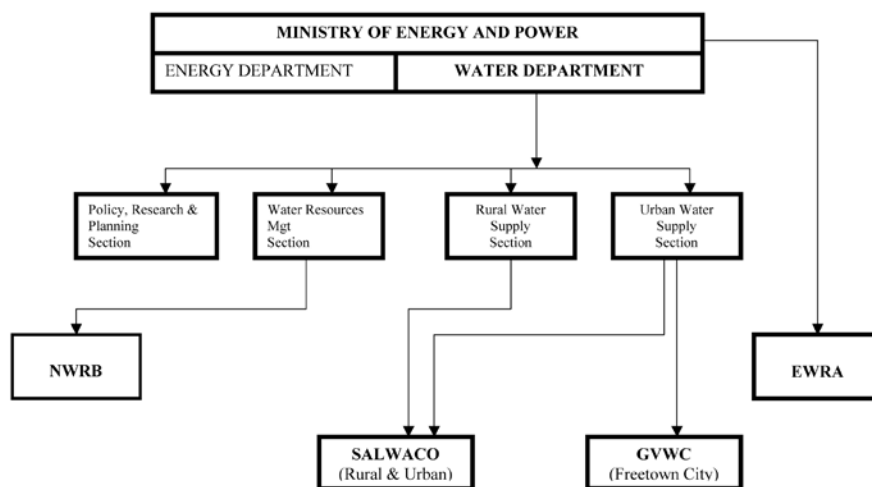 MINISTRY OF ENERGY AND POWER
ENERGY DEPARTMENT
WATER DEPARTMENT
Policy, Research &
Planning
Section
Water Resources
Mgt
Section
Rural Water
Supply
Section
Urban Water
Supply
Section
NWRB
EWRA
SALWACO
(Rural & Urban)
GVWC
(Freetown City)